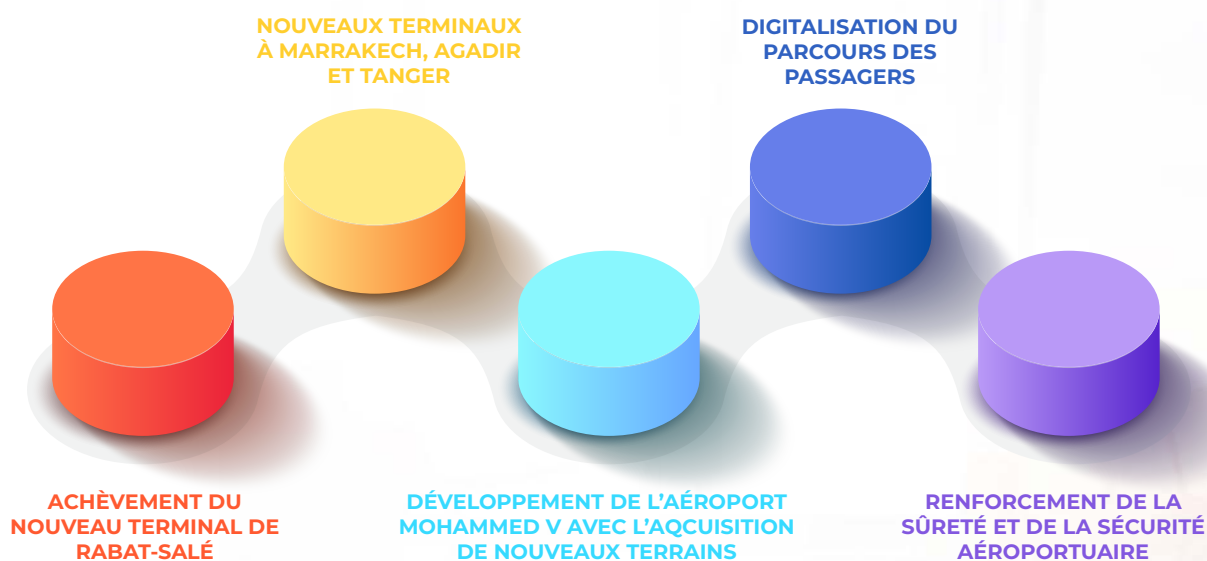 NOUVEAUX TERMINAUX
À MARRAKECH, AGADIR
ET TANGER
DIGITALISATION DU
PARCOURS DES
PASSAGERS
ACHÈVEMENT DU
NOUVEAU TERMINAL DE
RABAT-SALÉ
DÉVELOPPEMENT DE L’AÉROPORT
MOHAMMED V AVEC L’AQCUISITION
DE NOUVEAUX TERRAINS
RENFORCEMENT DE LA
SÛRETÉ ET DE LA SÉCURITÉ
AÉROPORTUAIRE